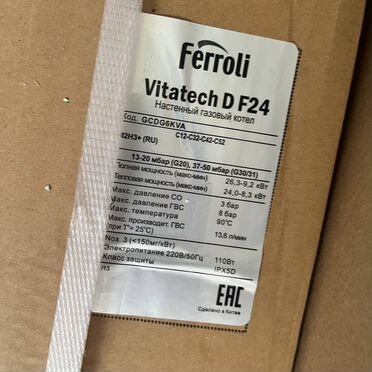 Ferroli
Vitatech D F24
Настенный газовый котел
Код. GCDG6KVA
II2H3+ (RU) C12-C32-C42-C52
13-20 мбар (G20), 37-50 мбар (G30/31)
Полная мощность (макс-мин) 26,3-9,2 кВт
Тепловая мощность (макс-мин) 24,0-8,3 кВт
Макс. давление СО 3 бар
Макс. давление ГВС 8 бар
Макс. температура 90°C
Макс. производит. ГВС
при Т°= 25°C) 13,6 л/мин
Nox 3 (<150мг/кВт)
Электропитание 220В/50Гц 110Вт
Класс защиты IPX5D
EAC
Сделано в Китае